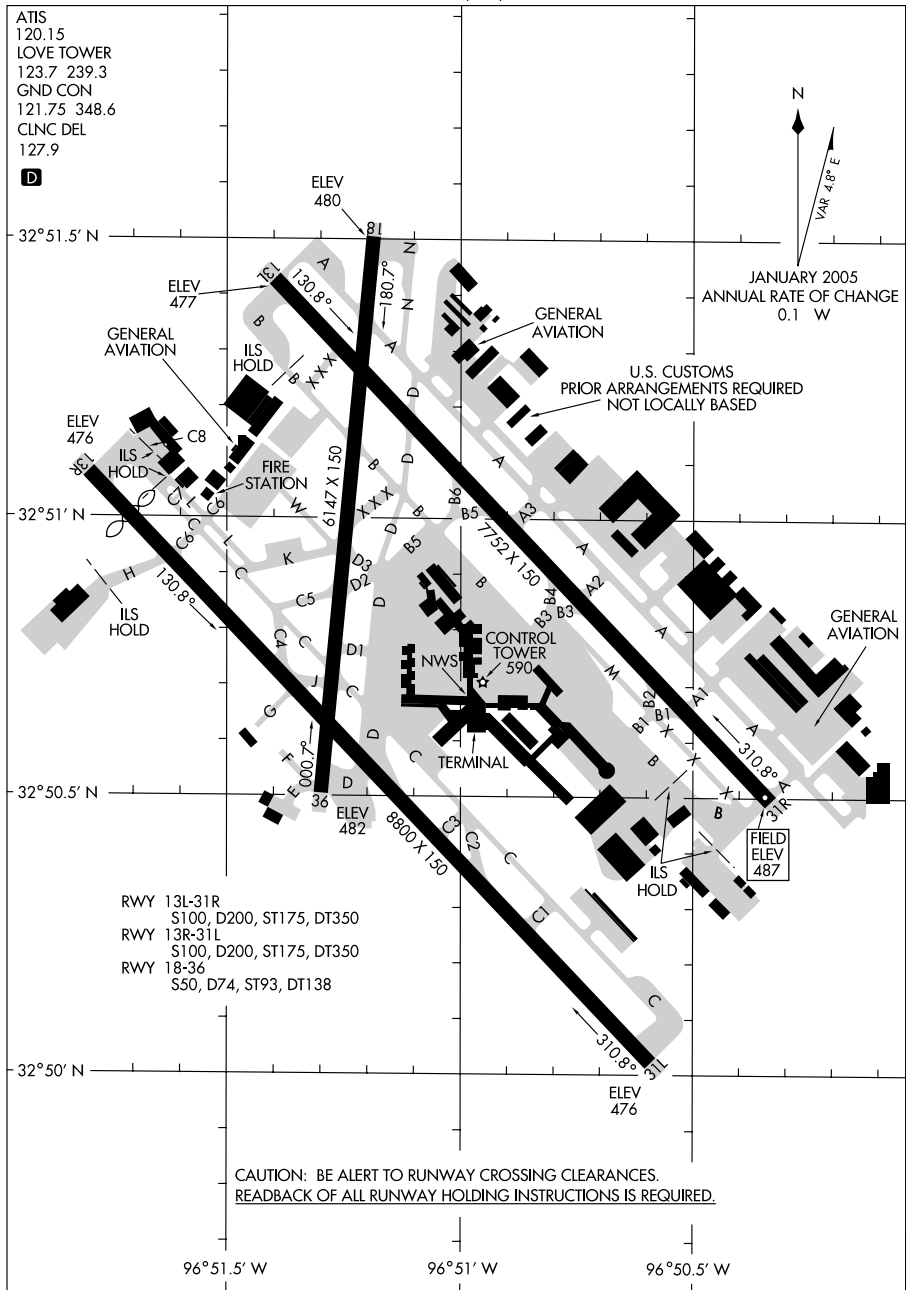 ATIS
120.15
LOVE TOWER
123.7 239.3
GND CON
121.75 348.6
CLNC DEL
127.9
D
N
VAR 4.8° E
JANUARY 2005
ANNUAL RATE OF CHANGE
0.1 W
ELEV
480
18
32°51.5' N
A
N
13L
130.8°
180.7°
ELEV
477
N
B
A
GENERAL
AVIATION
GENERAL
AVIATION
ILS
HOLD
B
X X X
D
U.S. CUSTOMS
PRIOR ARRANGEMENTS REQUIRED
NOT LOCALLY BASED
ELEV
476
C8
ILS
HOLD
13R
FIRE
STATION
B
D
A
C7
L
C6
W
6147 X 150
X X X
B
B6
B5
A3
32°51' N
C
C6
L
D
B5
7752 X 150
A
H
130.8°
C
K
D3
D2
B
A2
B4
B3
B3
ILS
HOLD
C5
D
C4
C
D1
NWS
CONTROL
TOWER
590
A
GENERAL
AVIATION
M
J
C
G
B2
B1
B1
A1
A
X
X
X
F
000.7°
D
C
TERMINAL
B
310.8°
A
E
D
32°50.5' N
36
ELEV
482
8800 X 150
B
31R
FIELD
ELEV
487
C3
C2
C
ILS
HOLD
RWY 13L-31R
S100, D200, ST175, DT350
RWY 13R-31L
S100, D200, ST175, DT350
RWY 18-36
S50, D74, ST93, DT138
C1
C
310.8°
31L
32°50' N
ELEV
476
CAUTION: BE ALERT TO RUNWAY CROSSING CLEARANCES.
READBACK OF ALL RUNWAY HOLDING INSTRUCTIONS IS REQUIRED.
96°51.5' W
96°51' W
96°50.5' W